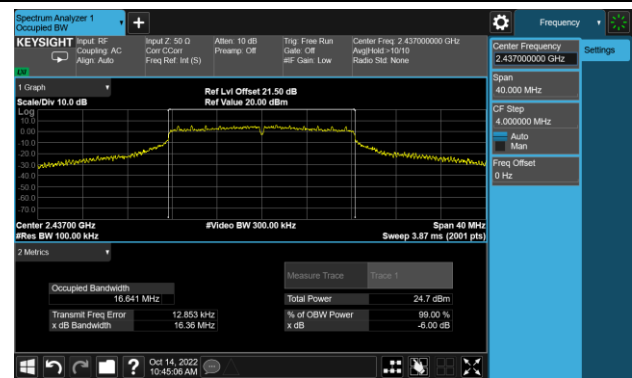 Spectrum Analyzer 1
Occupied BW
Frequency
KEYSIGHT
Input: RF
Coupling: AC
Align: Auto
Input Z: 50 Ω
Corr CCorr
Freq Ref: Int (S)
Atten: 10 dB
Preamp: Off
Trig: Free Run
Gate: Off
#IF Gain: Low
Center Freq: 2.437000000 GHz
Avg|Hold:>10/10
Radio Std: None
LXI
Center Frequency
2.437000000 GHz
Settings
Span
40.000 MHz
CF Step
4.000000 MHz
Auto
Man
Freq Offset
0 Hz
1 Graph
Scale/Div 10.0 dB
Ref Lvl Offset 21.50 dB
Ref Value 20.00 dBm
Log
10.0
0.00
-10.0
-20.0
-30.0
-40.0
-50.0
-60.0
-70.0
Center 2.43700 GHz
#Res BW 100.00 kHz
#Video BW 300.00 kHz
Span 40 MHz
Sweep 3.87 ms (2001 pts)
2 Metrics
Measure Trace Trace 1
Occupied Bandwidth
16.641 MHz
Total Power 24.7 dBm
Transmit Freq Error 12.853 kHz
% of OBW Power 99.00 %
x dB Bandwidth 16.36 MHz
x dB -6.00 dB
?
Oct 14, 2022
10:45:06 AM